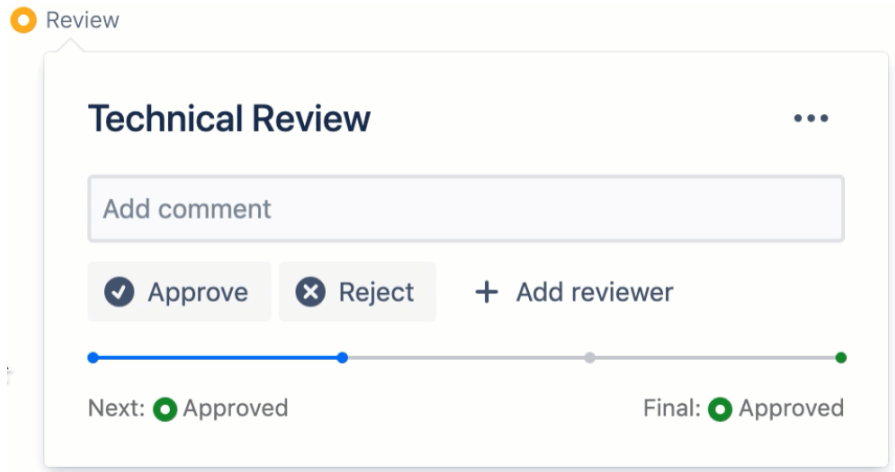 Review
Technical Review
Add comment
Approve Reject + Add reviewer
Next: Approved Final: Approved